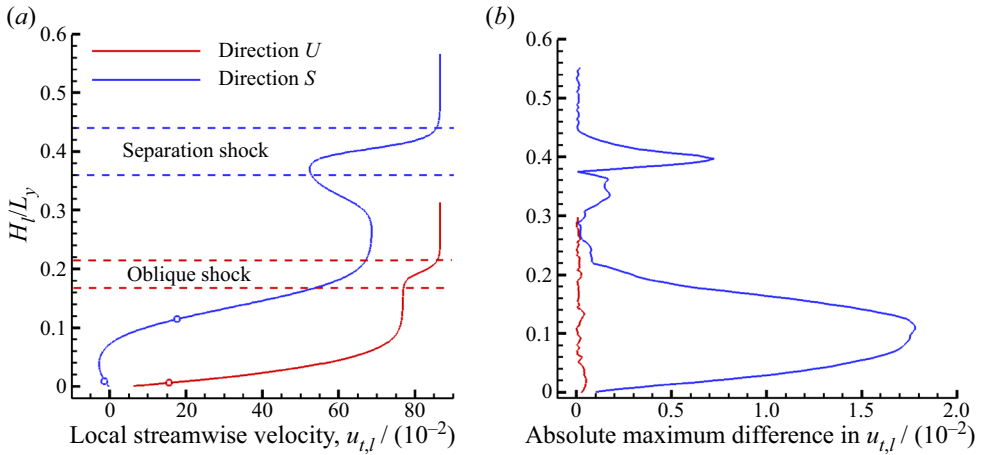 (a)
0.6
0.5
0.4
0.3
0.2
0.1
0
H_l/L_y
Direction U
Direction S
Separation shock
Oblique shock
0 20 40 60 80
Local streamwise velocity, u_{t,l} / (10^{–2})
(b)
0.6
0.5
0.4
0.3
0.2
0.1
0
0 0.5 1.0 1.5 2.0
Absolute maximum difference in u_{t,l} / (10^{–2})